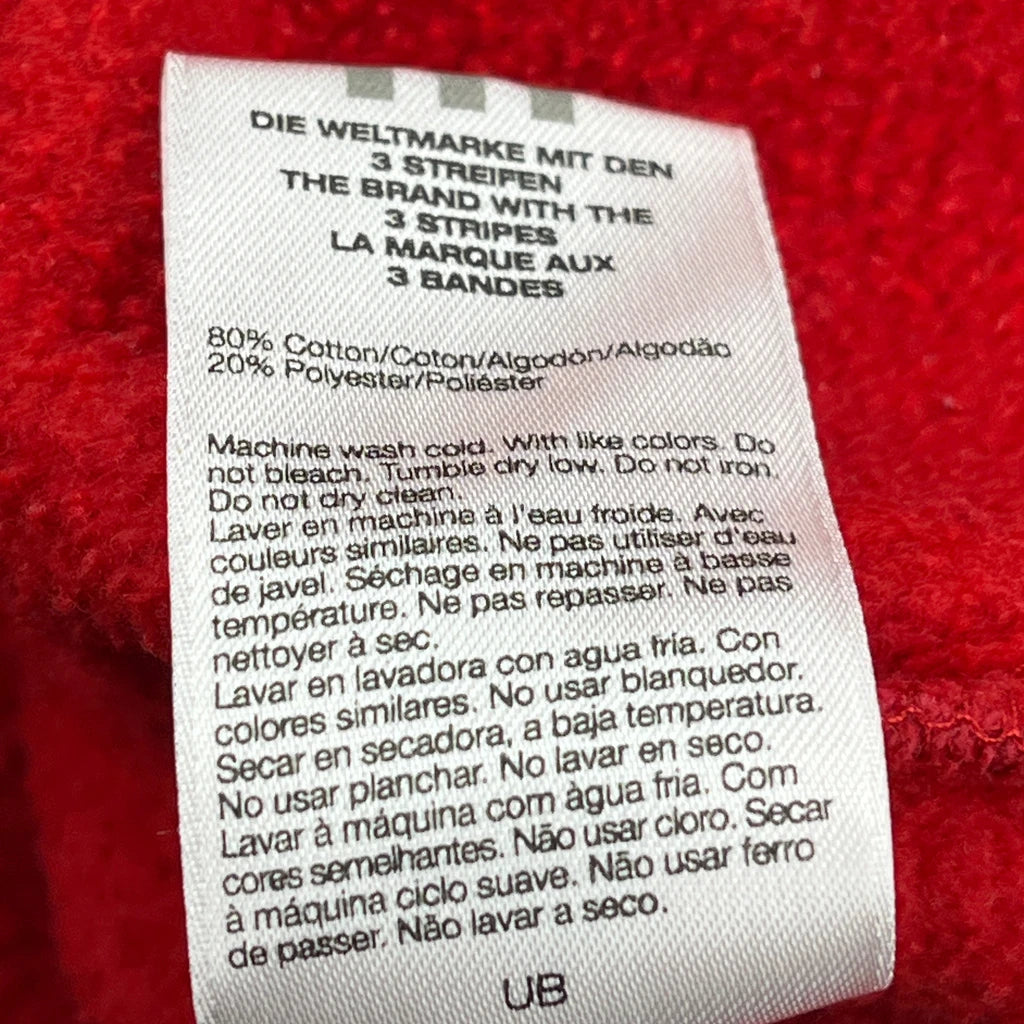 DIE WELTMARKE MIT DEN
3 STREIFEN
THE BRAND WITH THE
3 STRIPES
LA MARQUE AUX
3 BANDES
80% Cotton/Coton/Algodón/Algodão
20% Polyester/Poliéster
Machine wash cold. With like colors. Do
not bleach. Tumble dry low. Do not iron.
Do not dry clean.
Laver en machine à l'eau froide. Avec
couleurs similaires. Ne pas utiliser d'eau
de javel. Séchage en machine à basse
température. Ne pas repasser. Ne pas
nettoyer à sec.
Lavar en lavadora con agua fria. Con
colores similares. No usar blanquedor.
Secar en secadora, a baja temperatura.
No usar planchar. No lavar en seco.
Lavar à máquina com àgua fria. Com
cores semelhantes. Não usar cloro. Secar
à máquina ciclo suave. Não usar ferro
de passer. Não lavar a seco.
UB